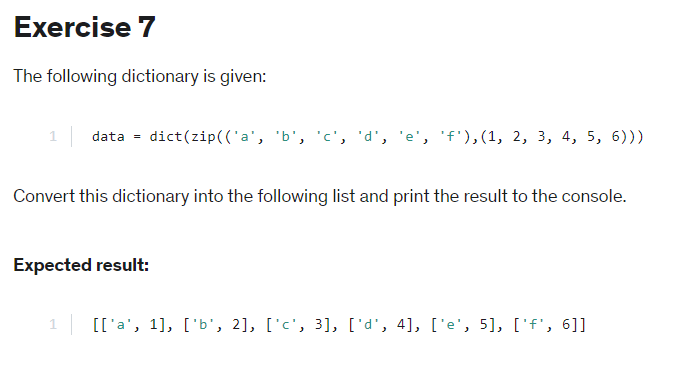 Exercise 7
The following dictionary is given:
1 data = dict(zip(('a', 'b', 'c', 'd', 'e', 'f'),(1, 2, 3, 4, 5, 6)))
Convert this dictionary into the following list and print the result to the console.
Expected result:
1 [['a', 1], ['b', 2], ['c', 3], ['d', 4], ['e', 5], ['f', 6]]